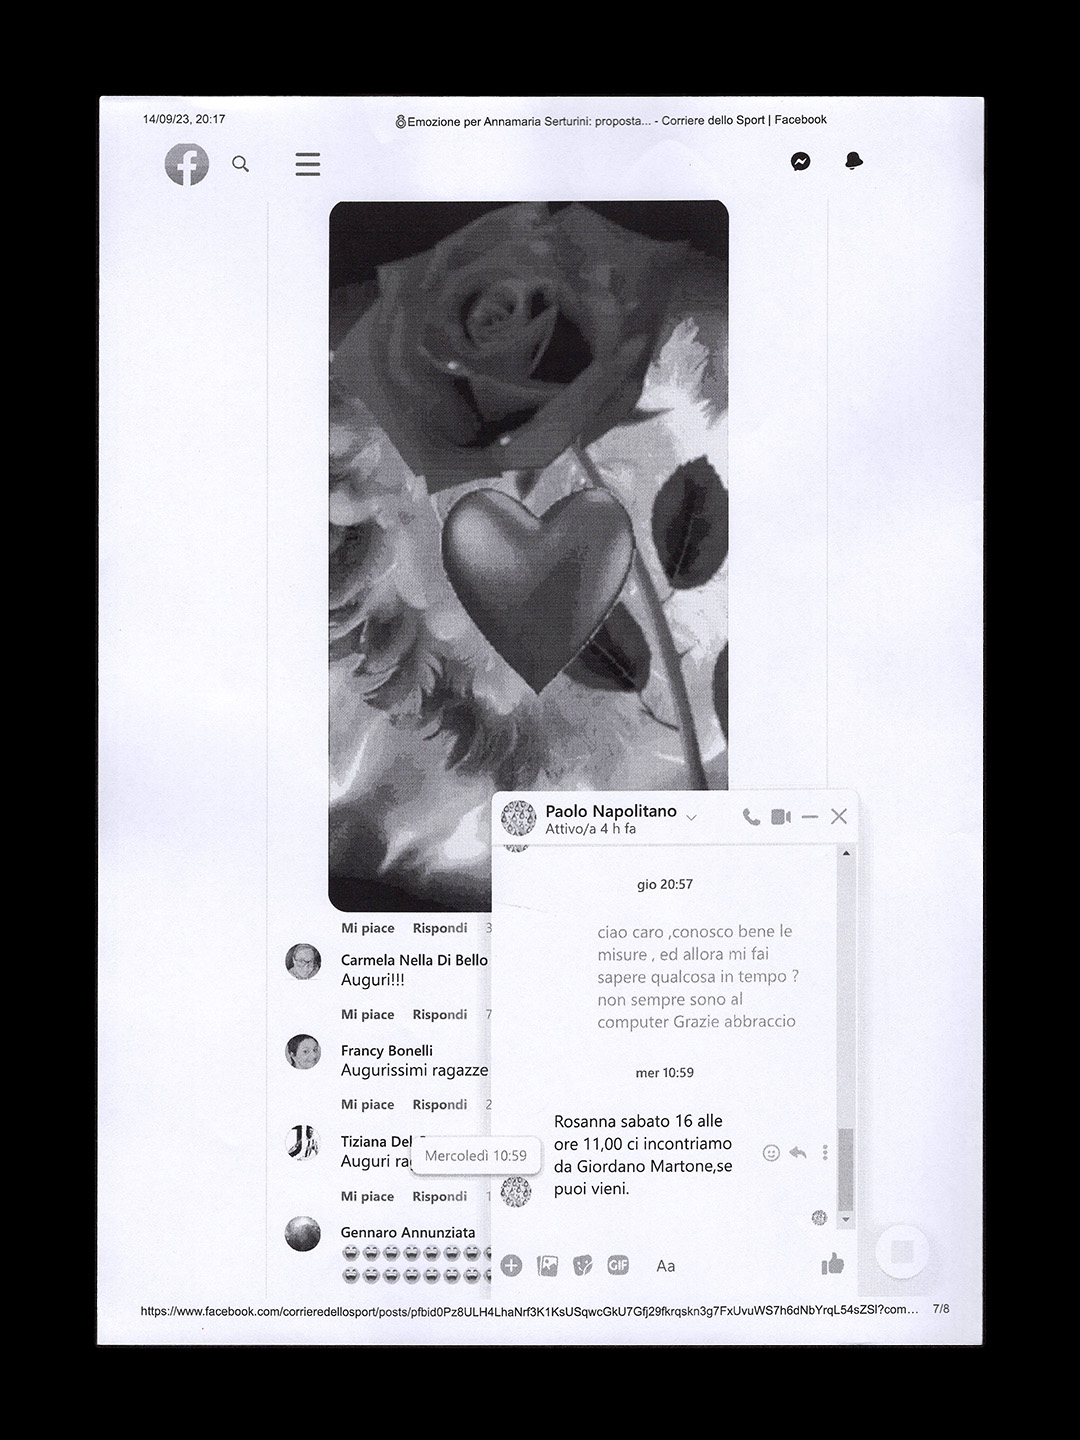 14/09/23, 20:17
Emozione per Annamaria Serturini: proposta... - Corriere dello Sport | Facebook
Mi piace Rispondi 3
Carmela Nella Di Bello
Auguri!!!
Mi piace Rispondi 7
Francy Bonelli
Augurissimi ragazze
Mi piace Rispondi 2
Tiziana Del
Auguri
Mercoledì 10:59
Mi piace Rispondi 1
Gennaro Annunziata
Paolo Napolitano
Attivo/a 4 h fa
gio 20:57
ciao caro ,conosco bene le
misure , ed allora mi fai
sapere qualcosa in tempo ?
non sempre sono al
computer Grazie abbraccio
mer 10:59
Rosanna sabato 16 alle
ore 11,00 ci incontriamo
da Giordano Martone,se
puoi vieni.
GIF Aa
https://www.facebook.com/corrieredellosport/posts/pfbid0Pz8ULH4LhaNrf3K1KsUSqwcGkU7Gfj29fkrqskn3g7FxUvuWS7h6dNbYrqL54sZSl?com... 7/8